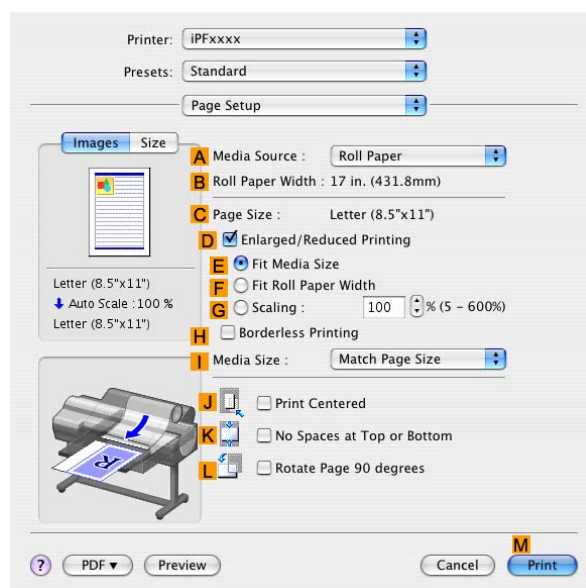 Printer: iPFxxxx
Presets: Standard
Page Setup
Images Size
Letter (8.5"x11")
Auto Scale :100 %
Letter (8.5"x11")
A Media Source : Roll Paper
B Roll Paper Width : 17 in. (431.8mm)
C Page Size : Letter (8.5"x11")
D Enlarged/Reduced Printing
E Fit Media Size
F Fit Roll Paper Width
G Scaling : 100 % (5 - 600%)
H Borderless Printing
I Media Size : Match Page Size
R
J Print Centered
K No Spaces at Top or Bottom
L Rotate Page 90 degrees
M
? PDF ▼ Preview Cancel Print